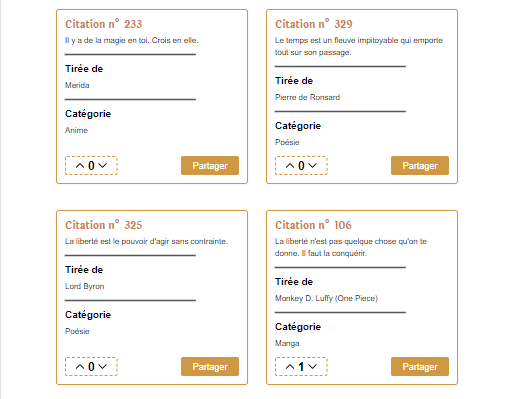 Citation n° 233
Il y a de la magie en toi. Crois en elle.
Tirée de
Merida
Catégorie
Anime
0
Partager
Citation n° 329
Le temps est un fleuve impitoyable qui emporte
tout sur son passage.
Tirée de
Pierre de Ronsard
Catégorie
Poésie
0
Partager
Citation n° 325
La liberté est le pouvoir d'agir sans contrainte.
Tirée de
Lord Byron
Catégorie
Poésie
0
Partager
Citation n° 106
La liberté n'est pas quelque chose qu'on te
donne. Il faut la conquérir.
Tirée de
Monkey D. Luffy (One Piece)
Catégorie
Manga
1
Partager